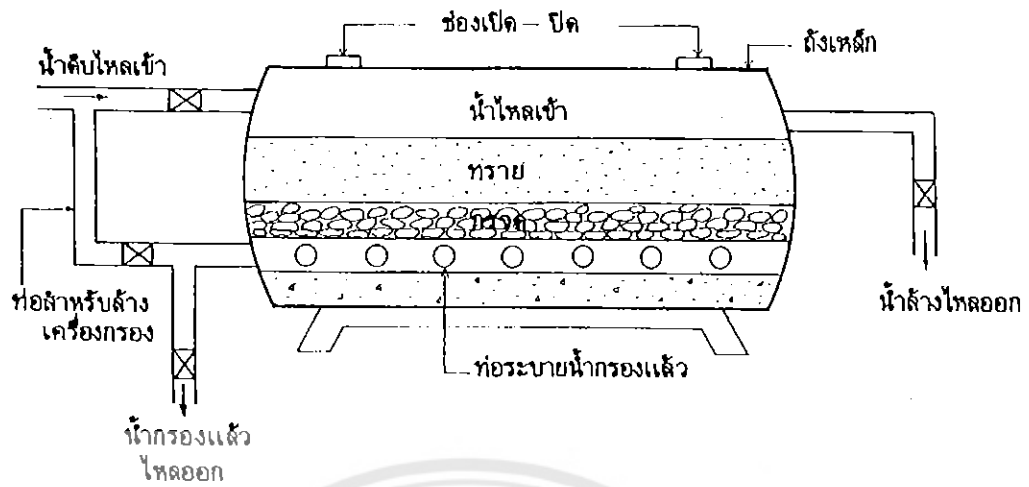 ช่องเปิด – ปิด
ถังเหล็ก
น้ำดิบไหลเข้า
น้ำไหลเข้า
ทราย
กรวด
ท่อสำหรับล้าง
เครื่องกรอง
น้ำล้างไหลออก
ท่อระบายน้ำกรองแล้ว
น้ำกรองแล้ว
ไหลออก